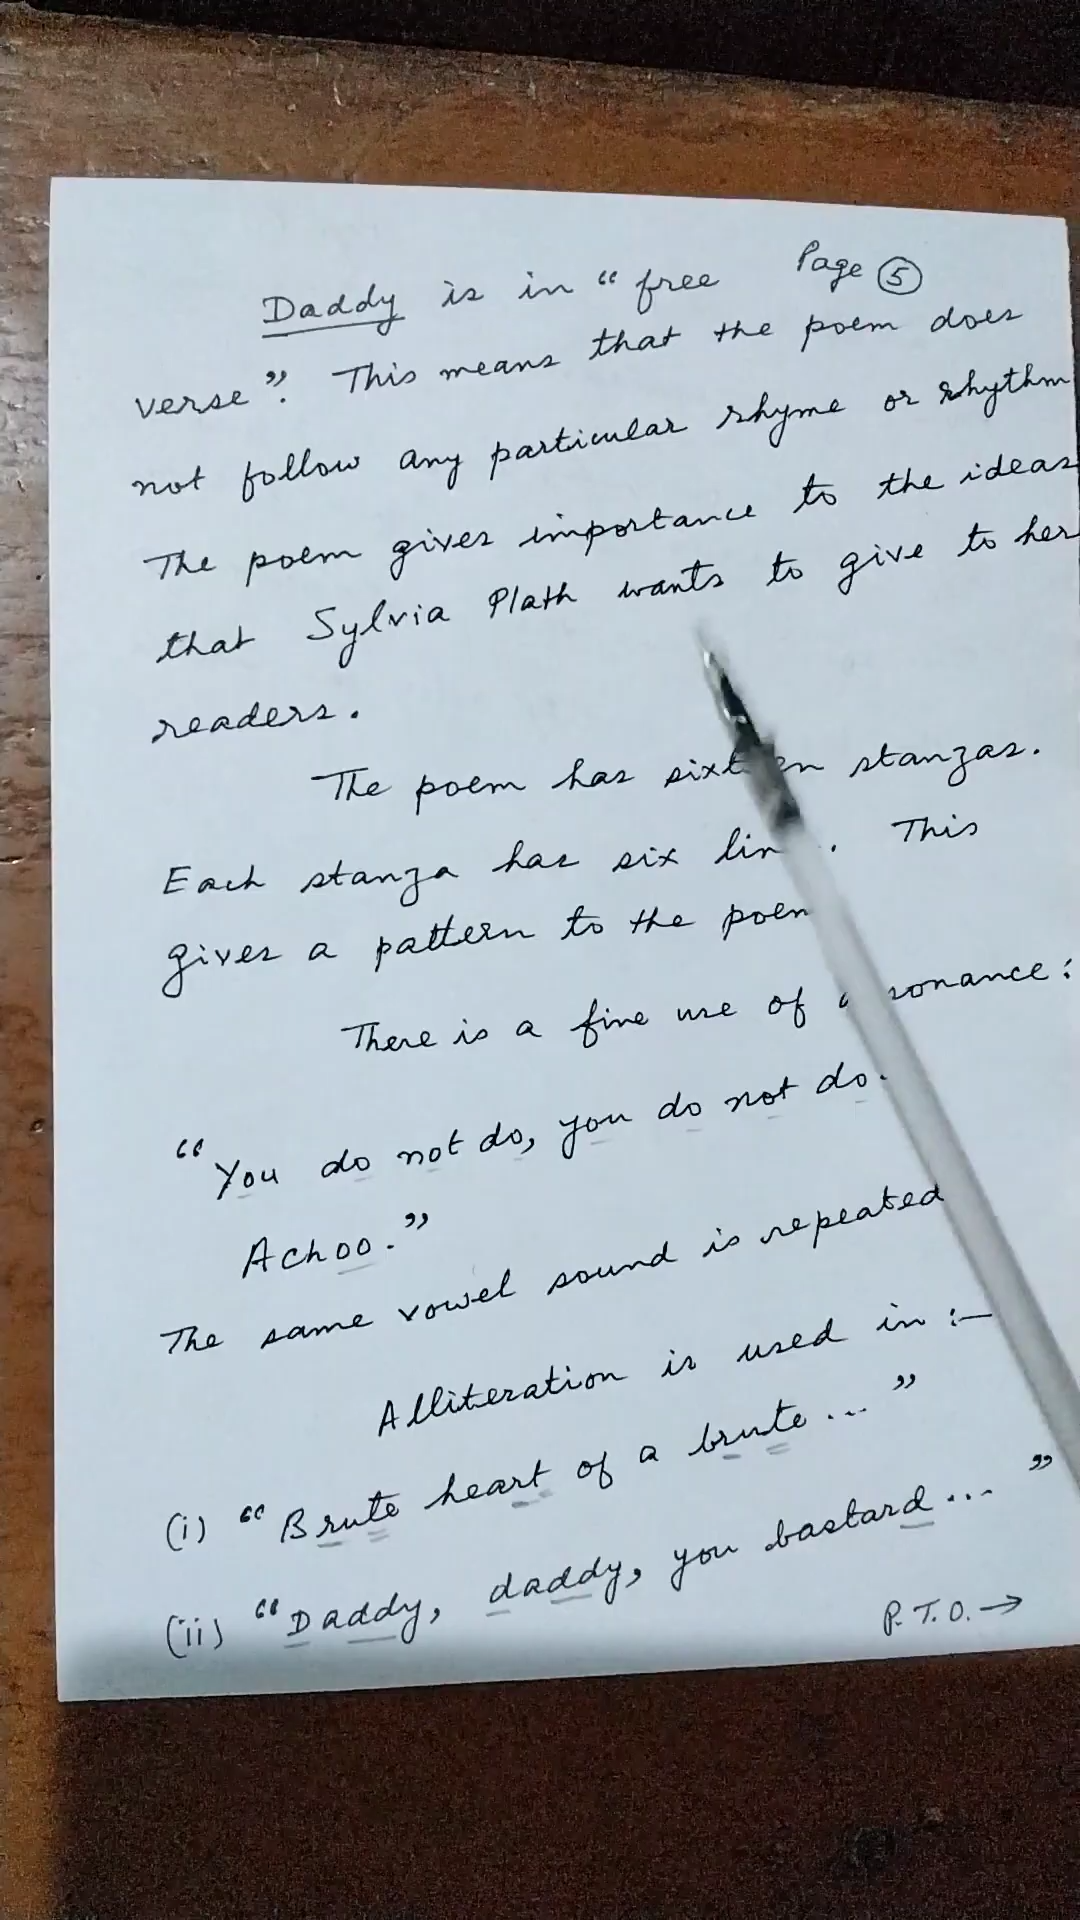 Page 5
Daddy is in "free
verse". This means that the poem does
not follow any particular rhyme or rhythm
The poem gives importance to the ideas
that Sylvia Plath wants to give to her
readers.
The poem has sixteen stanzas.
Each stanza has six lin . This
gives a pattern to the poem
There is a fine use of assonance:
"You do not do, you do not do.
Achoo."
The same vowel sound is repeated
Alliteration is used in :—
(i) "Brute heart of a brute..."
(ii) "Daddy, daddy, you bastard..."
P.T.O. →